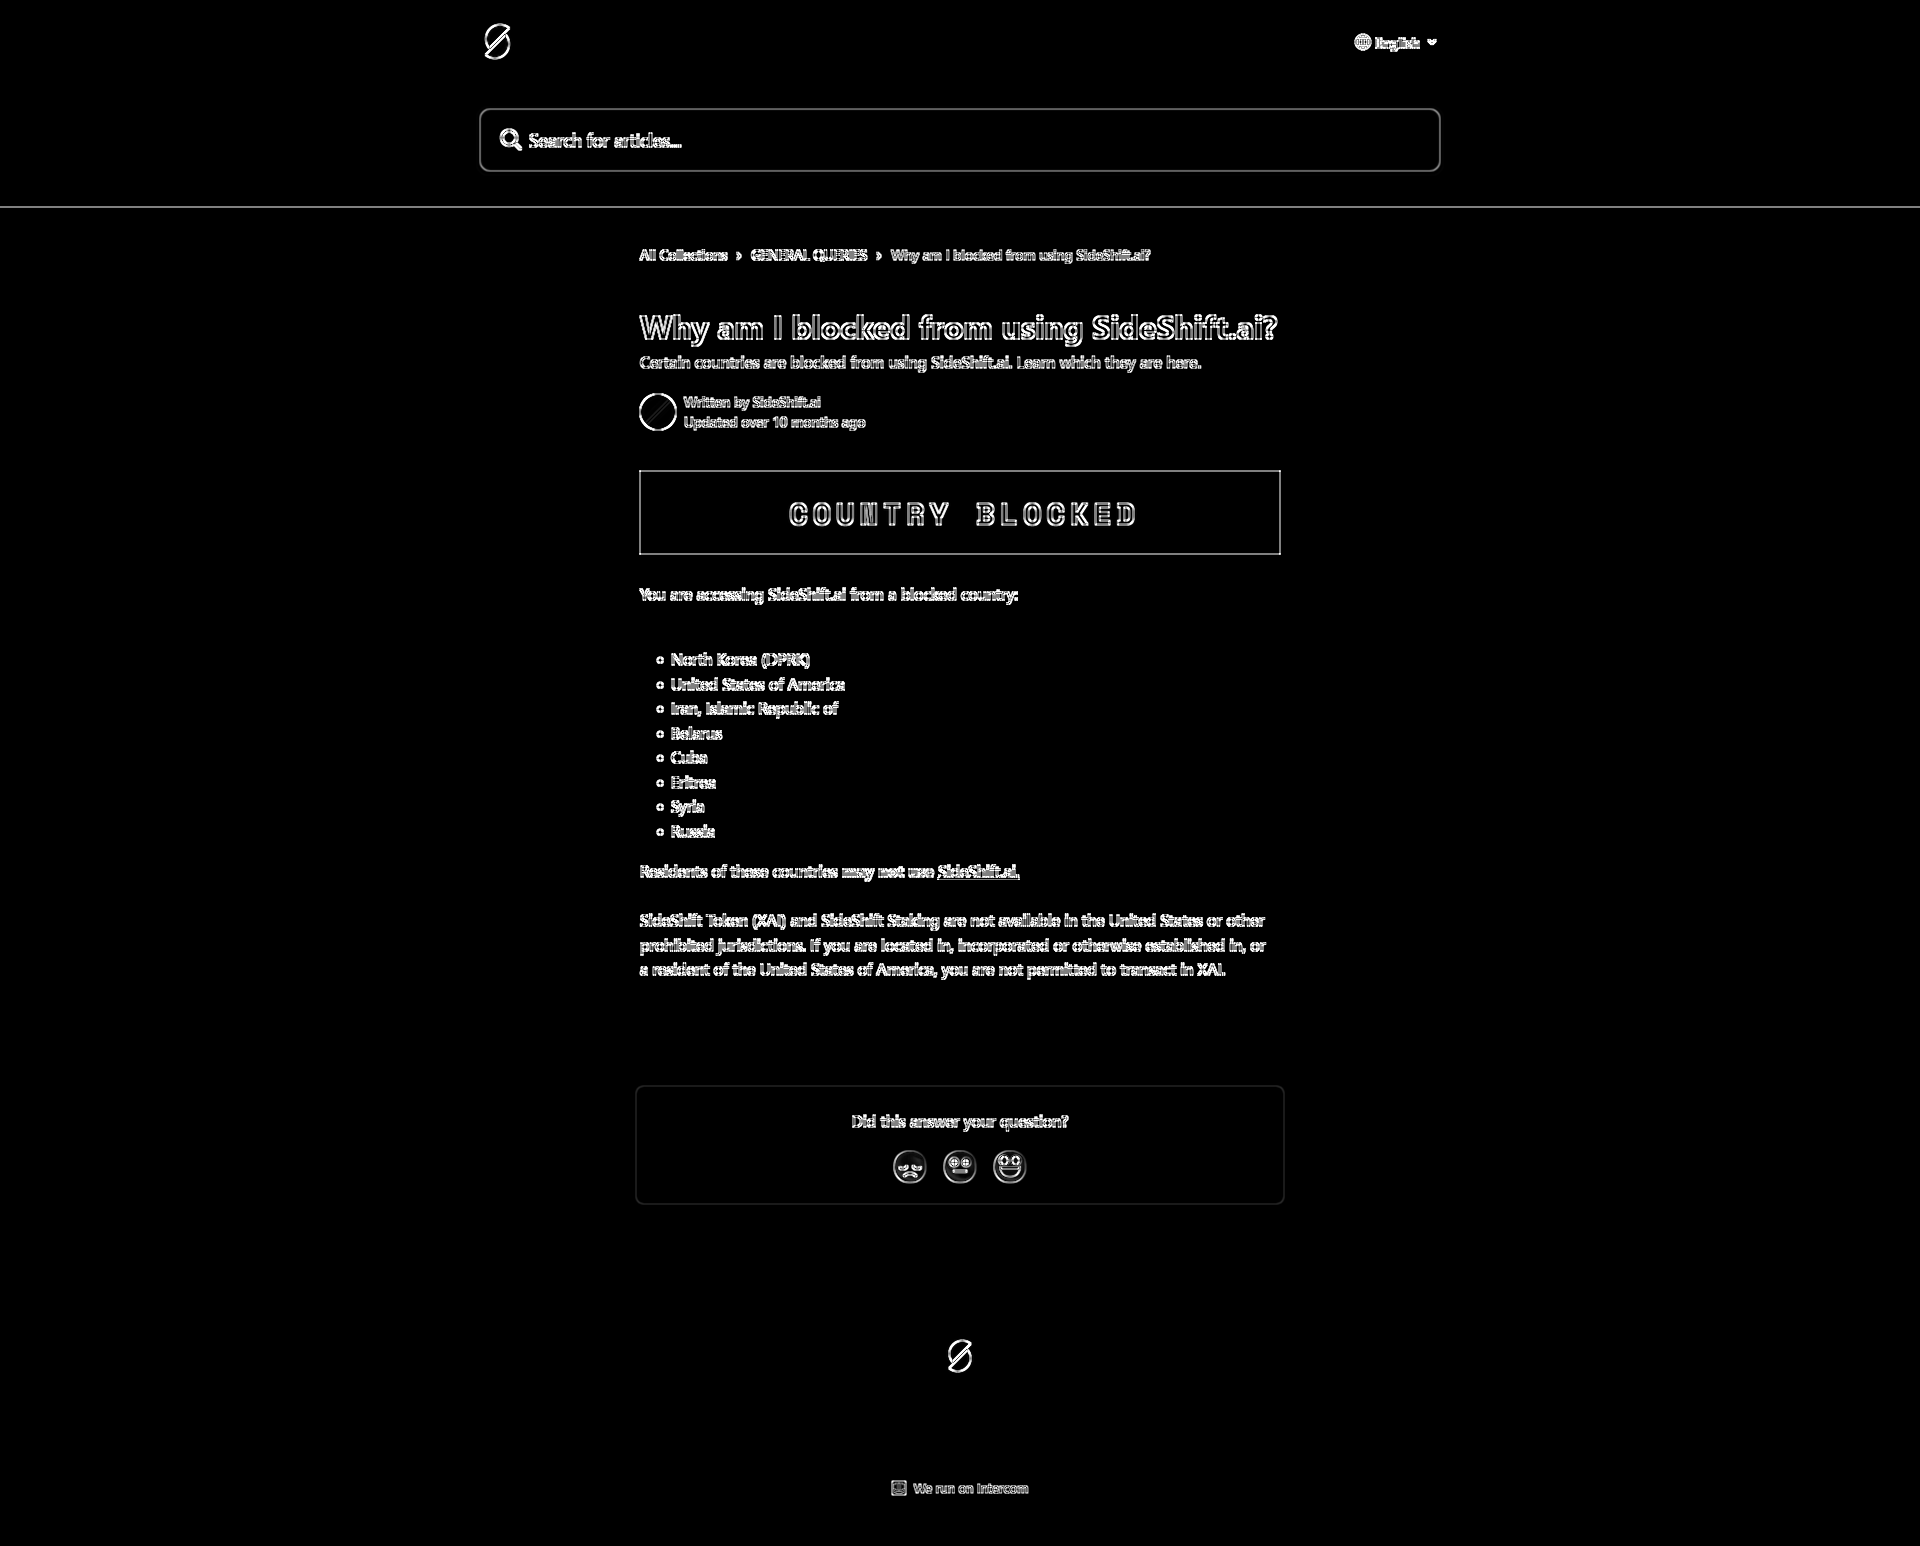 English
Search for articles...
All Collections > GENERAL QUERIES > Why am I blocked from using SideShift.ai?
Why am I blocked from using SideShift.ai?
Certain countries are blocked from using SideShift.ai. Learn which they are here.
Written by SideShift.ai
Updated over 10 months ago
COUNTRY BLOCKED
You are accessing SideShift.ai from a blocked country:
North Korea (DPRK)
United States of America
Iran, Islamic Republic of
Belarus
Cuba
Eritrea
Syria
Russia
Residents of these countries may not use SideShift.ai.
SideShift Token (XAI) and SideShift Staking are not available in the United States or other
prohibited jurisdictions. If you are located in, incorporated or otherwise established in, or
a resident of the United States of America, you are not permitted to transact in XAI.
Did this answer your question?
We run on Intercom